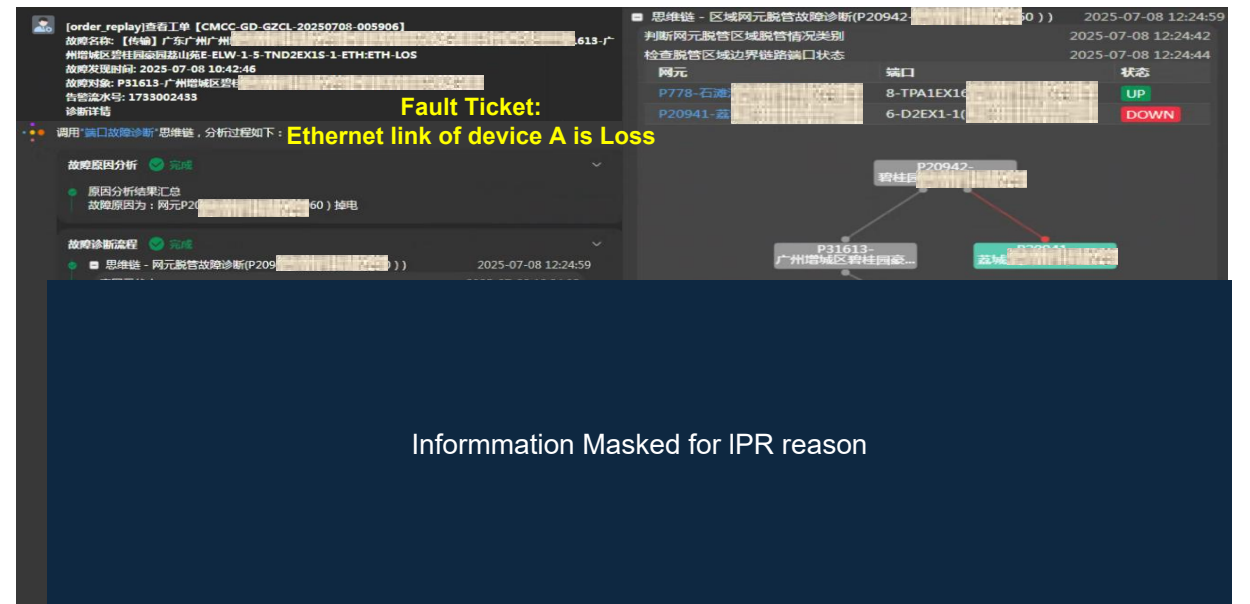 [order_replay]查看工单【CMCC-GD-GZCL-20250708-005906】
故障名称: 【传输】广东广州广州 .613-广
州增城区碧桂园豪园荔山苑E-ELW-1-5-TND2EX1S-1-ETH:ETH-LOS
故障发现时间: 2025-07-08 10:42:46
故障对象: P31613-广州增城区碧桂
告警流水号: 1733002433
诊断详情
Fault Ticket:
Ethernet link of device A is Loss
调用"端口故障诊断"思维链，分析过程如下：
故障原因分析 完成
原因分析结果汇总
故障原因为：网元P20 60 ) 掉电
故障诊断流程 完成
思维链 - 网元脱管故障诊断(P209 ) ) 2025-07-08 12:24:59
思维链 - 区域网元脱管故障诊断(P20942- 60 ) ) 2025-07-08 12:24:59
判断网元脱管区域脱管情况类别 2025-07-08 12:24:42
检查脱管区域边界链路端口状态 2025-07-08 12:24:44
网元 端口 状态
P778-石滩 8-TPA1EX16 UP
P20941-荔 6-D2EX1-1( DOWN
P20942-
碧桂园
P31613-
广州增城区碧桂园豪...
P20941
荔城
Informmation Masked for IPR reason